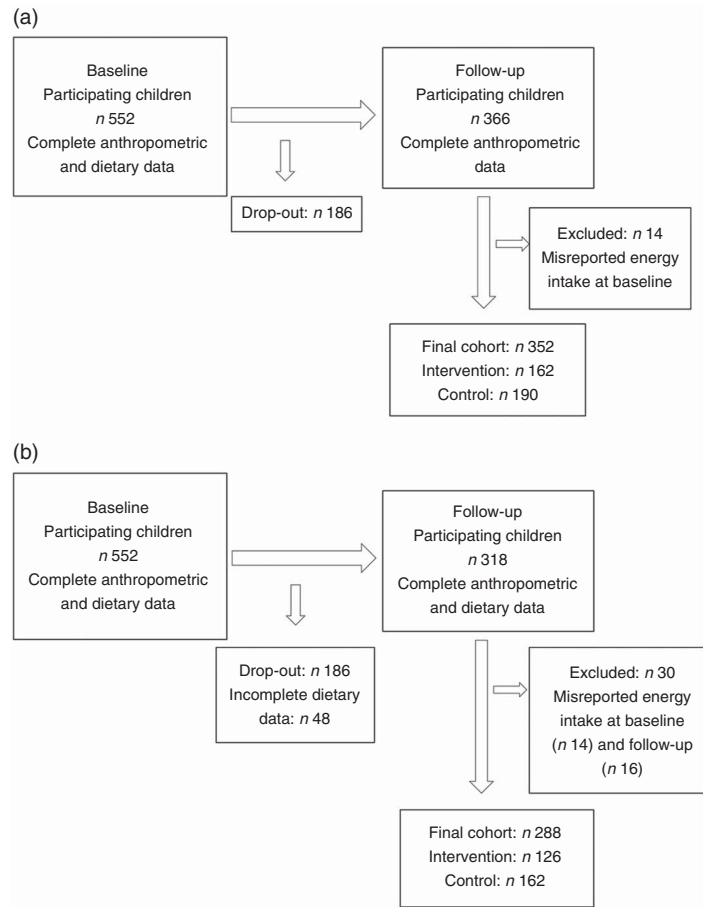 (a)
Baseline
Participating children
n 552
Complete anthropometric
and dietary data
Follow-up
Participating children
n 366
Complete anthropometric
data
Drop-out: n 186
Excluded: n 14
Misreported energy
intake at baseline
Final cohort: n 352
Intervention: n 162
Control: n 190
(b)
Baseline
Participating children
n 552
Complete anthropometric
and dietary data
Follow-up
Participating children
n 318
Complete anthropometric
and dietary data
Drop-out: n 186
Incomplete dietary
data: n 48
Excluded: n 30
Misreported energy
intake at baseline
(n 14) and follow-up
(n 16)
Final cohort: n 288
Intervention: n 126
Control: n 162